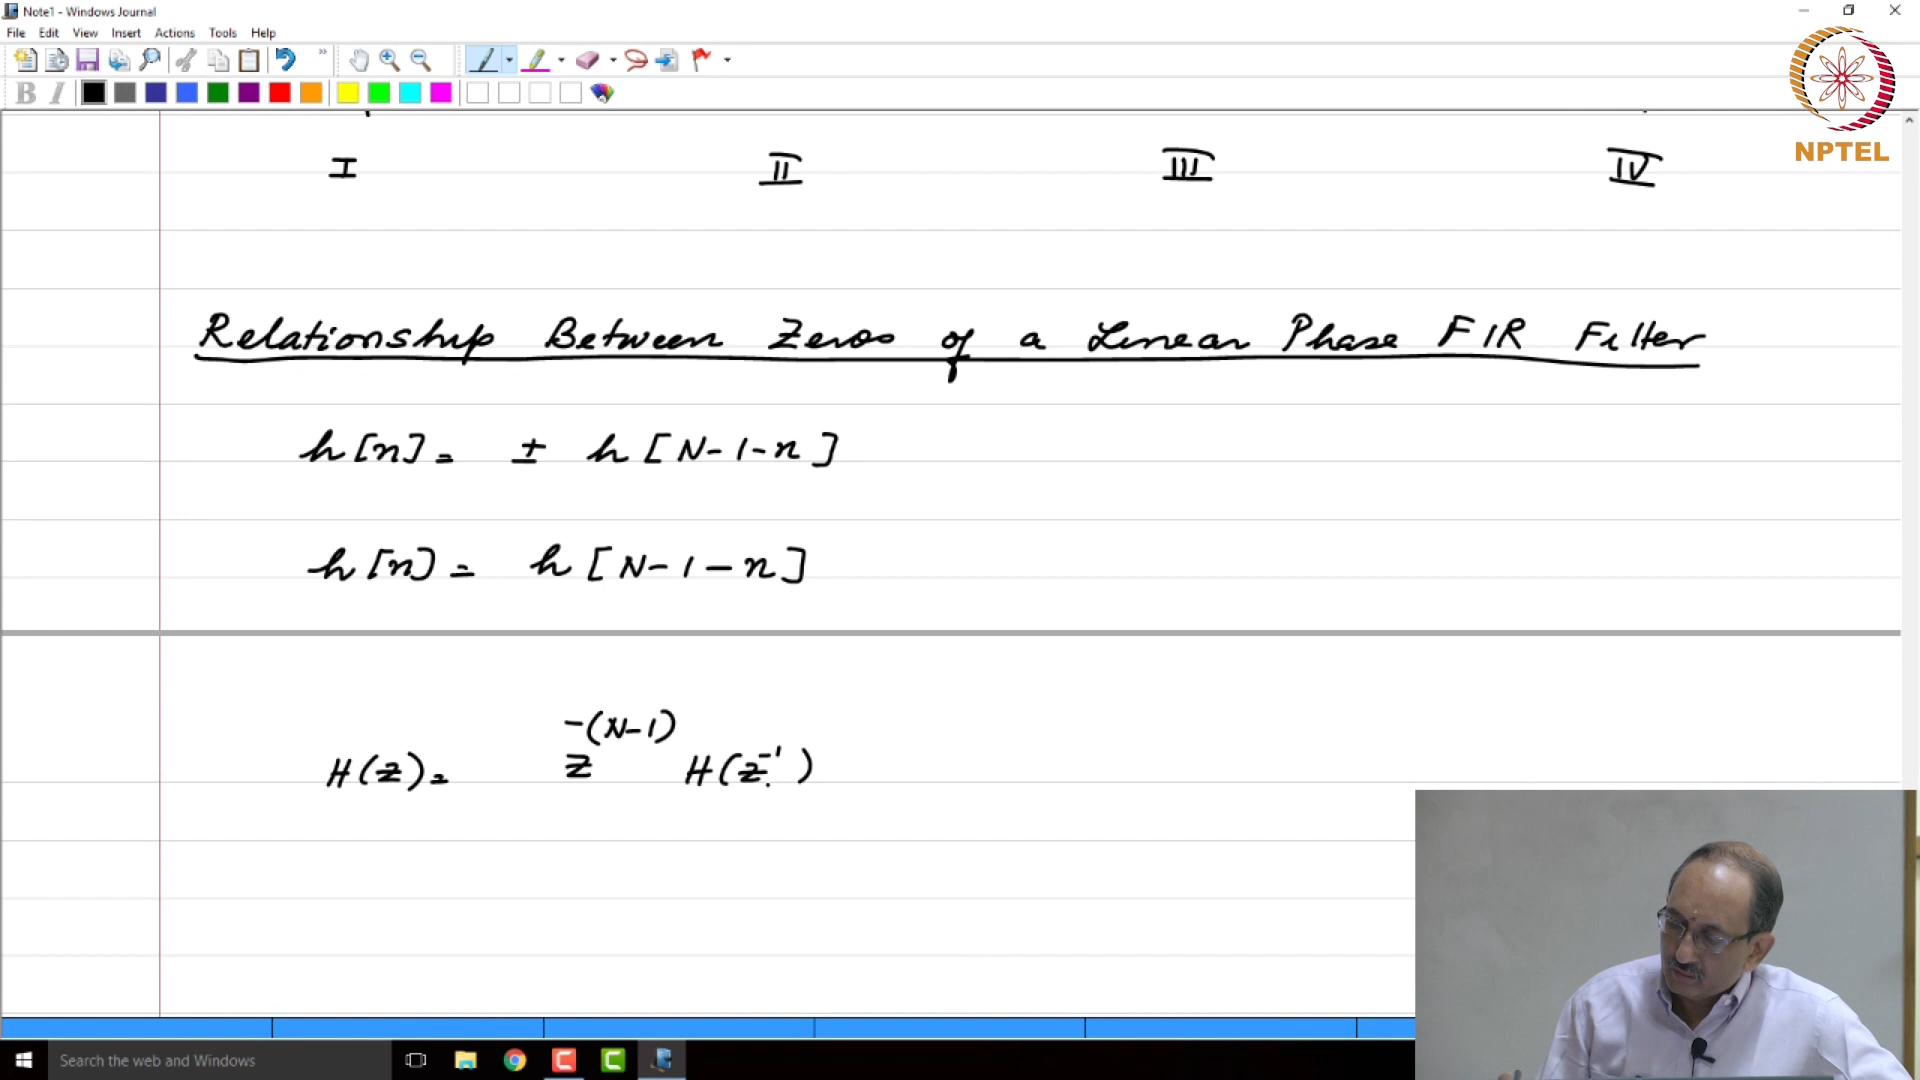 Note1 - Windows Journal
File Edit View Insert Actions Tools Help
B I
NPTEL
I II III IV
Relationship Between Zeros of a Linear Phase FIR Filter
h[n] = ± h[N-1-n]
h[n] = h[N-1-n]
H(z) = z^{-(N-1)} H(z^{-1})
Search the web and Windows